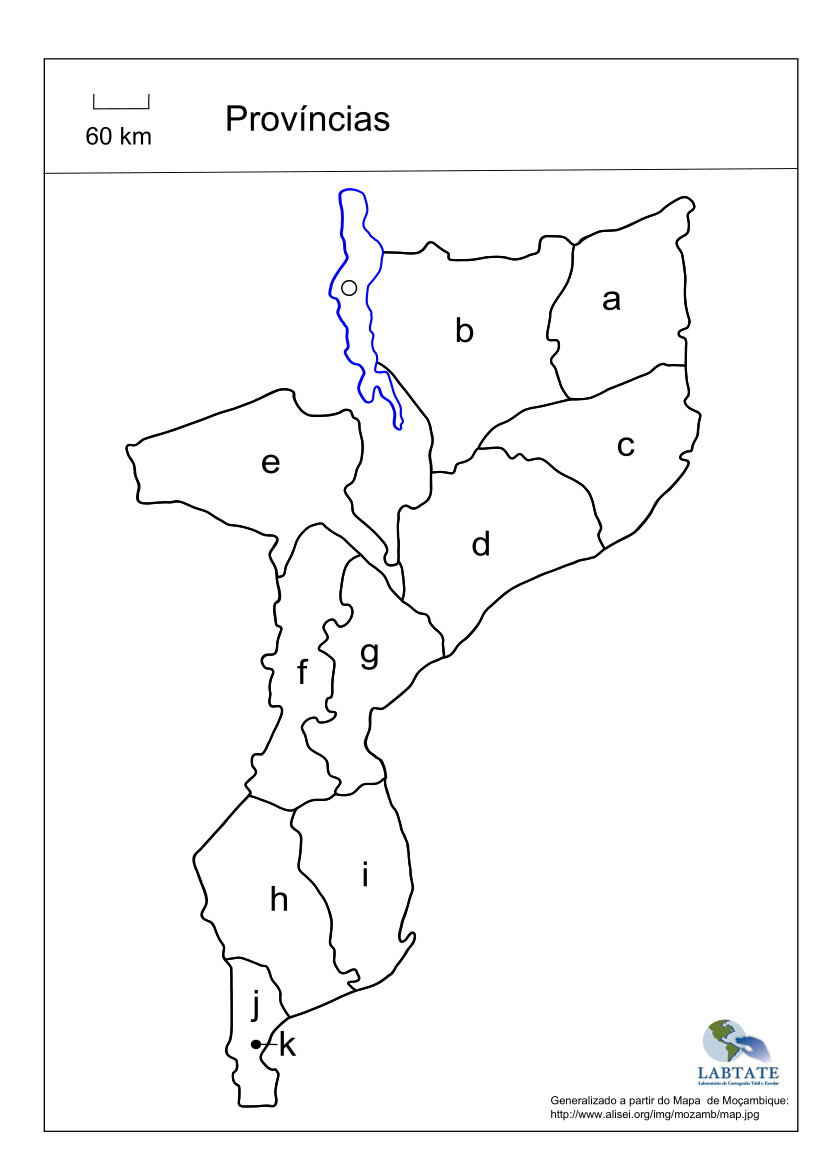 60 km
Províncias
a
b
c
e
d
g
f
i
h
j
k
LABTATE
Laboratório de Cartografia Tátil e Escolar
Generalizado a partir do Mapa de Moçambique:
http://www.alisei.org/img/mozamb/map.jpg